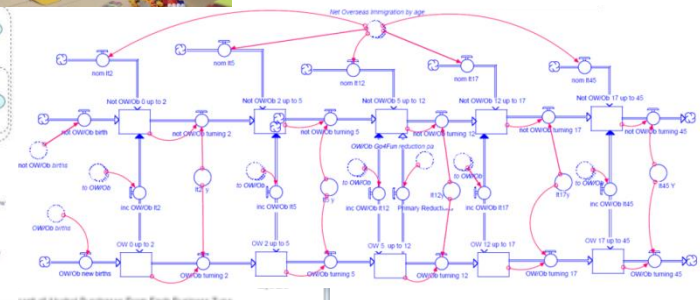 Net Overseas Immigration by age
nom lt2
nom lt5
nom lt12
nom lt17
nom lt45
Not OW/Ob 0 up to 2
Not OW/Ob 2 up to 5
Not OW/Ob 5 up to 12
Not OW/Ob 12 up to 17
Not OW/Ob 17 up to 45
not OW/Ob birth
not OW/Ob turning 2
not OW/Ob turning 5
not OW/Ob turning 12
not OW/Ob turning 17
not OW/Ob turning 45
not OW/Ob births
OW/Ob Go4Fun reduction pa
to OW/Ob
to OW/Ob
to OW/Ob
to OW/Ob
to OW/Ob
lt5 y
lt12y
lt17y
lt45 Y
inc OW/Ob lt2
inc OW/Ob lt5
inc OW/Ob lt12
Primary Reduct...
inc OW/Ob lt17
inc OW/Ob lt45
OW/Ob births
OW 0 up to 2
OW 2 up to 5
OW 5 up to 12
OW 12 up to 17
OW 17 up to 45
OW/Ob new births
OW/Ob turning 2
OW/Ob turning 5
OW/Ob turning 12
OW/Ob turning 17
OW/Ob turning 45